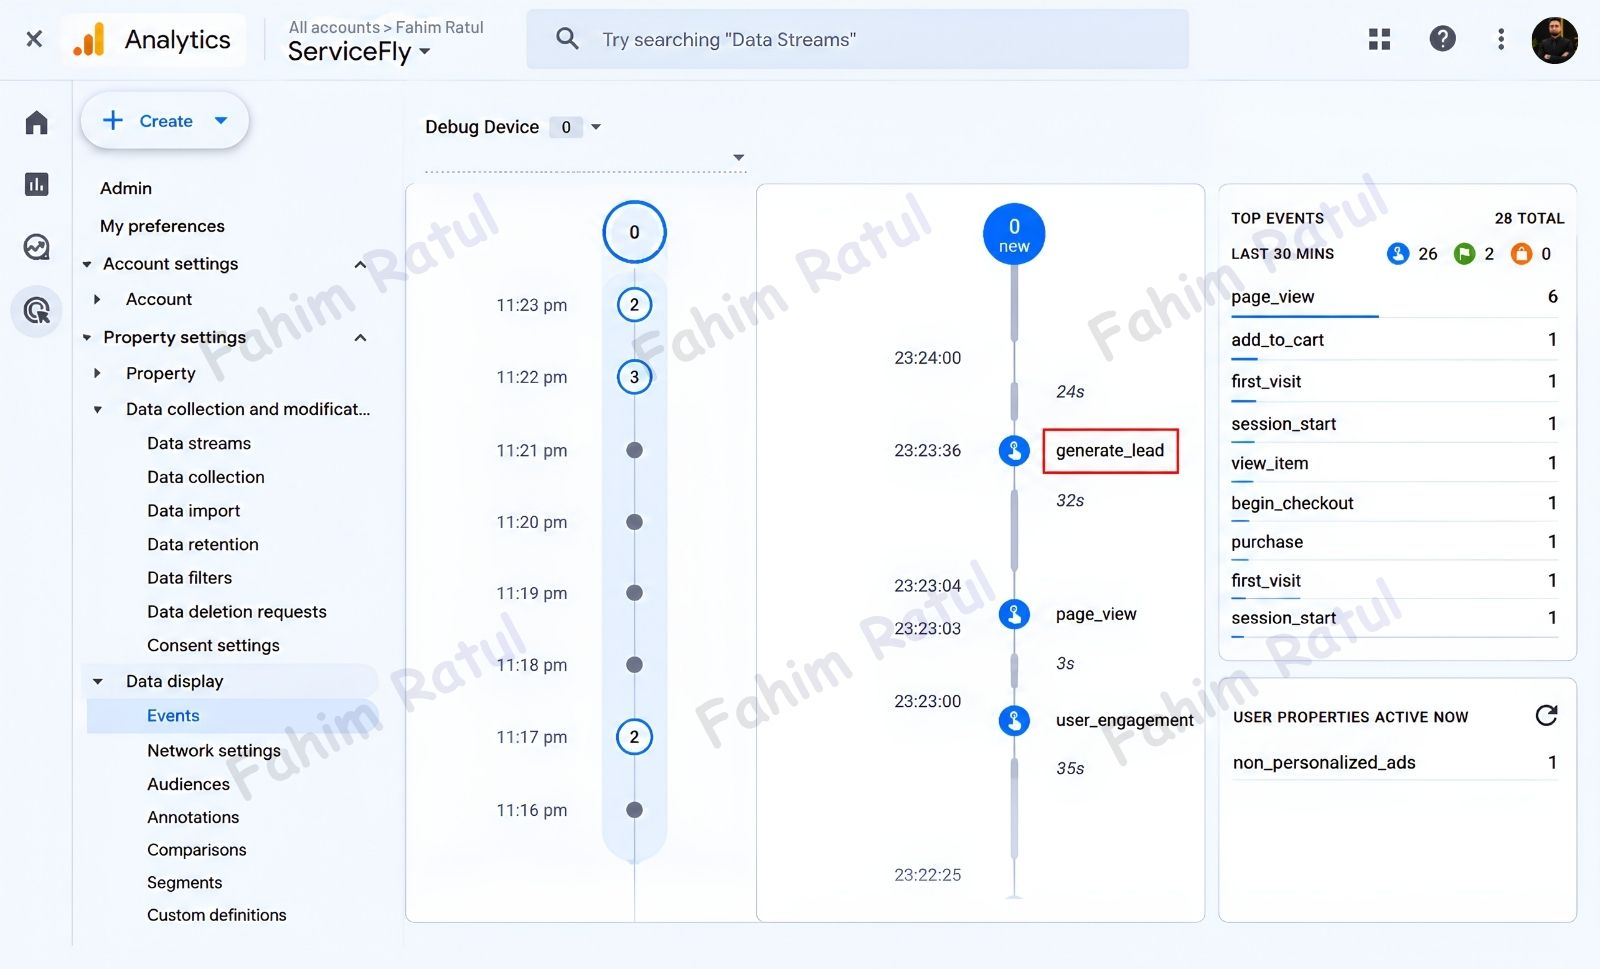 Analytics
All accounts > Fahim Ratul
ServiceFly
Try searching "Data Streams"
Create
Admin
My preferences
Account settings
Account
Property settings
Property
Data collection and modificat...
Data streams
Data collection
Data import
Data retention
Data filters
Data deletion requests
Consent settings
Data display
Events
Network settings
Audiences
Annotations
Comparisons
Segments
Custom definitions
Debug Device 0
0
11:23 pm 2
11:22 pm 3
11:21 pm
11:20 pm
11:19 pm
11:18 pm
11:17 pm 2
11:16 pm
0
new
23:24:00
24s
23:23:36 generate_lead
32s
23:23:04
page_view
23:23:03
3s
23:23:00
user_engagement
35s
23:22:25
TOP EVENTS 28 TOTAL
LAST 30 MINS 26 2 0
page_view 6
add_to_cart 1
first_visit 1
session_start 1
view_item 1
begin_checkout 1
purchase 1
first_visit 1
session_start 1
USER PROPERTIES ACTIVE NOW
non_personalized_ads 1
Fahim Ratul
Fahim Ratul
Fahim Ratul
Fahim Ratul
Fahim Ratul
Fahim Ratul